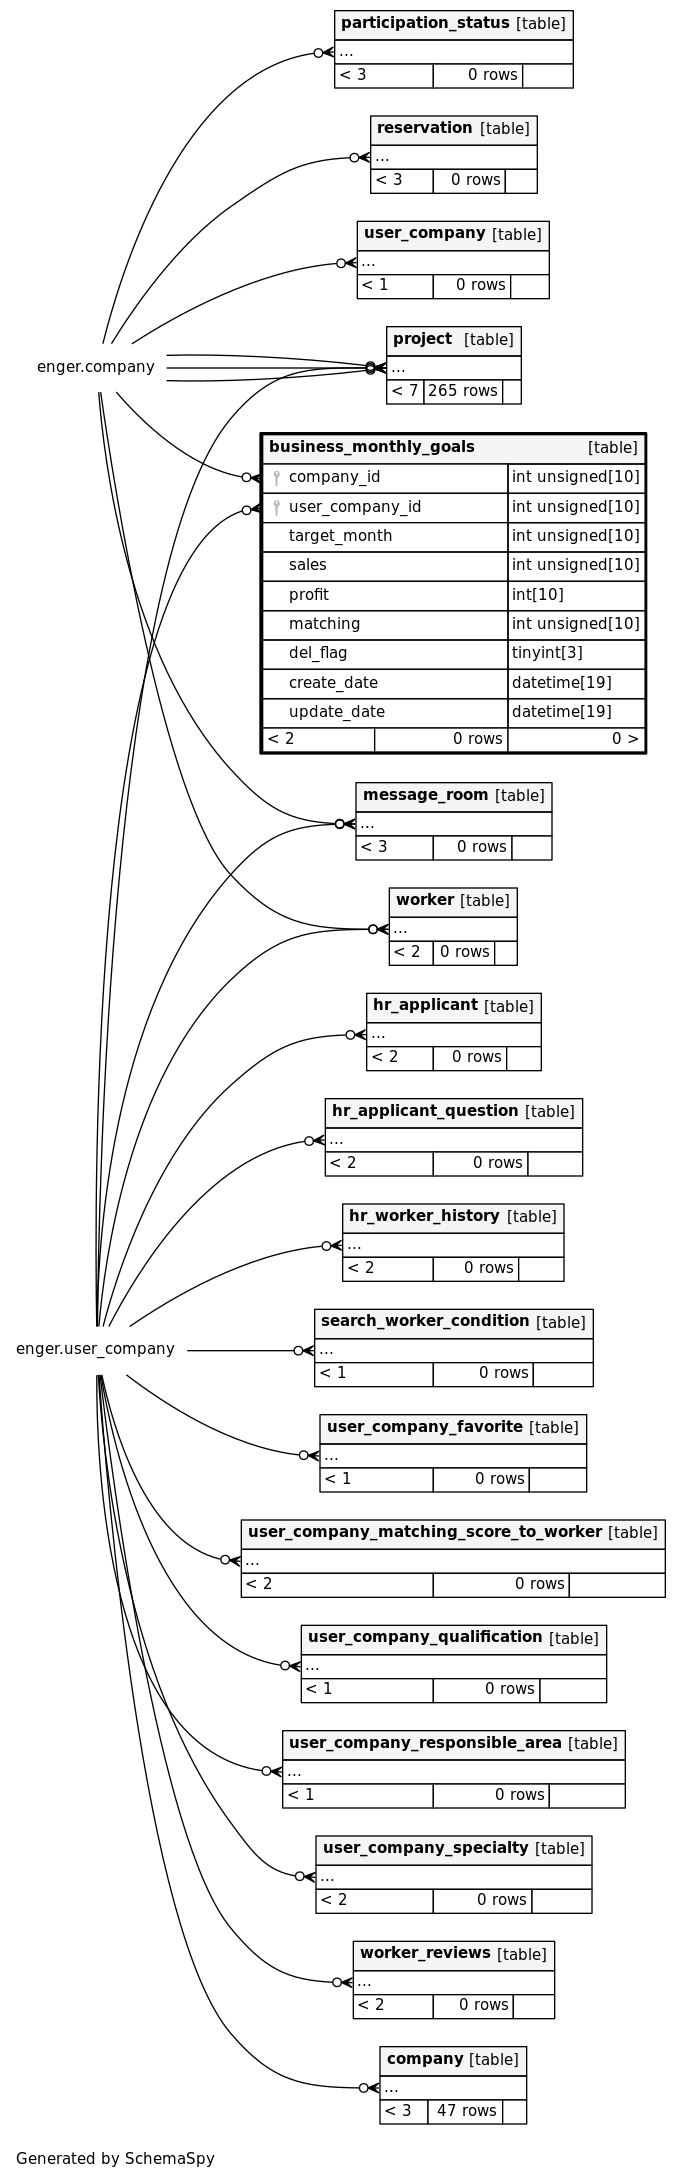 participation_status [table]
...
< 3 0 rows
reservation [table]
...
< 3 0 rows
user_company [table]
...
< 1 0 rows
enger.company
project [table]
...
< 7 265 rows
business_monthly_goals [table]
company_id int unsigned[10]
user_company_id int unsigned[10]
target_month int unsigned[10]
sales int unsigned[10]
profit int[10]
matching int unsigned[10]
del_flag tinyint[3]
create_date datetime[19]
update_date datetime[19]
< 2 0 rows 0 >
message_room [table]
...
< 3 0 rows
worker [table]
...
< 2 0 rows
hr_applicant [table]
...
< 2 0 rows
hr_applicant_question [table]
...
< 2 0 rows
hr_worker_history [table]
...
< 2 0 rows
search_worker_condition [table]
enger.user_company
...
< 1 0 rows
user_company_favorite [table]
...
< 1 0 rows
user_company_matching_score_to_worker [table]
...
< 2 0 rows
user_company_qualification [table]
...
< 1 0 rows
user_company_responsible_area [table]
...
< 1 0 rows
user_company_specialty [table]
...
< 2 0 rows
worker_reviews [table]
...
< 2 0 rows
company [table]
...
< 3 47 rows
Generated by SchemaSpy